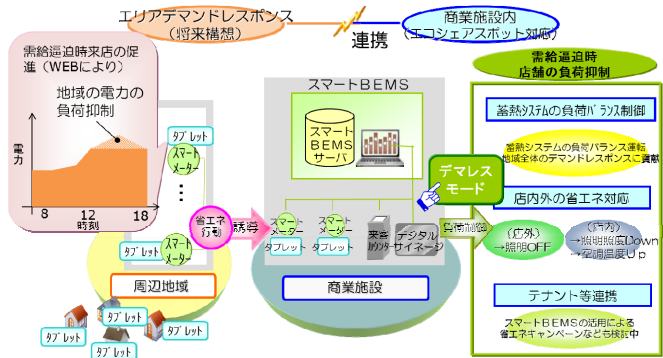 エリアデマンドレスポンス
（将来構想）
連携
商業施設内
（エコシェアスポット対応）
需給逼迫時来店の促
進（WEBにより）
地域の電力の
負荷抑制
電力
8
12
18
時刻
タブレット
スマート
メーター
タブレット
スマート
メーター
省エネ
行動
誘導
周辺地域
タブレット
タブレット
タブレット
タブレット
スマートBEMS
スマート
BEMS
サーバ
スマート
メーター
タブレット
スマート
メーター
タブレット
来客
カウンター
デジタル
サイネージ
商業施設
デマレス
モード
負荷制御
需給逼迫時
店舗の負荷抑制
蓄熱システムの負荷バランス制御
蓄熱システムの負荷バランス運転
地域全体のデマンドレスポンスに貢献
店内外の省エネ対応
（店外）
→照明OFF
（店内）
→照明照度Down
→空調温度Up
テナント等連携
スマートBEMSの活用による
省エネキャンペーンなども検討中